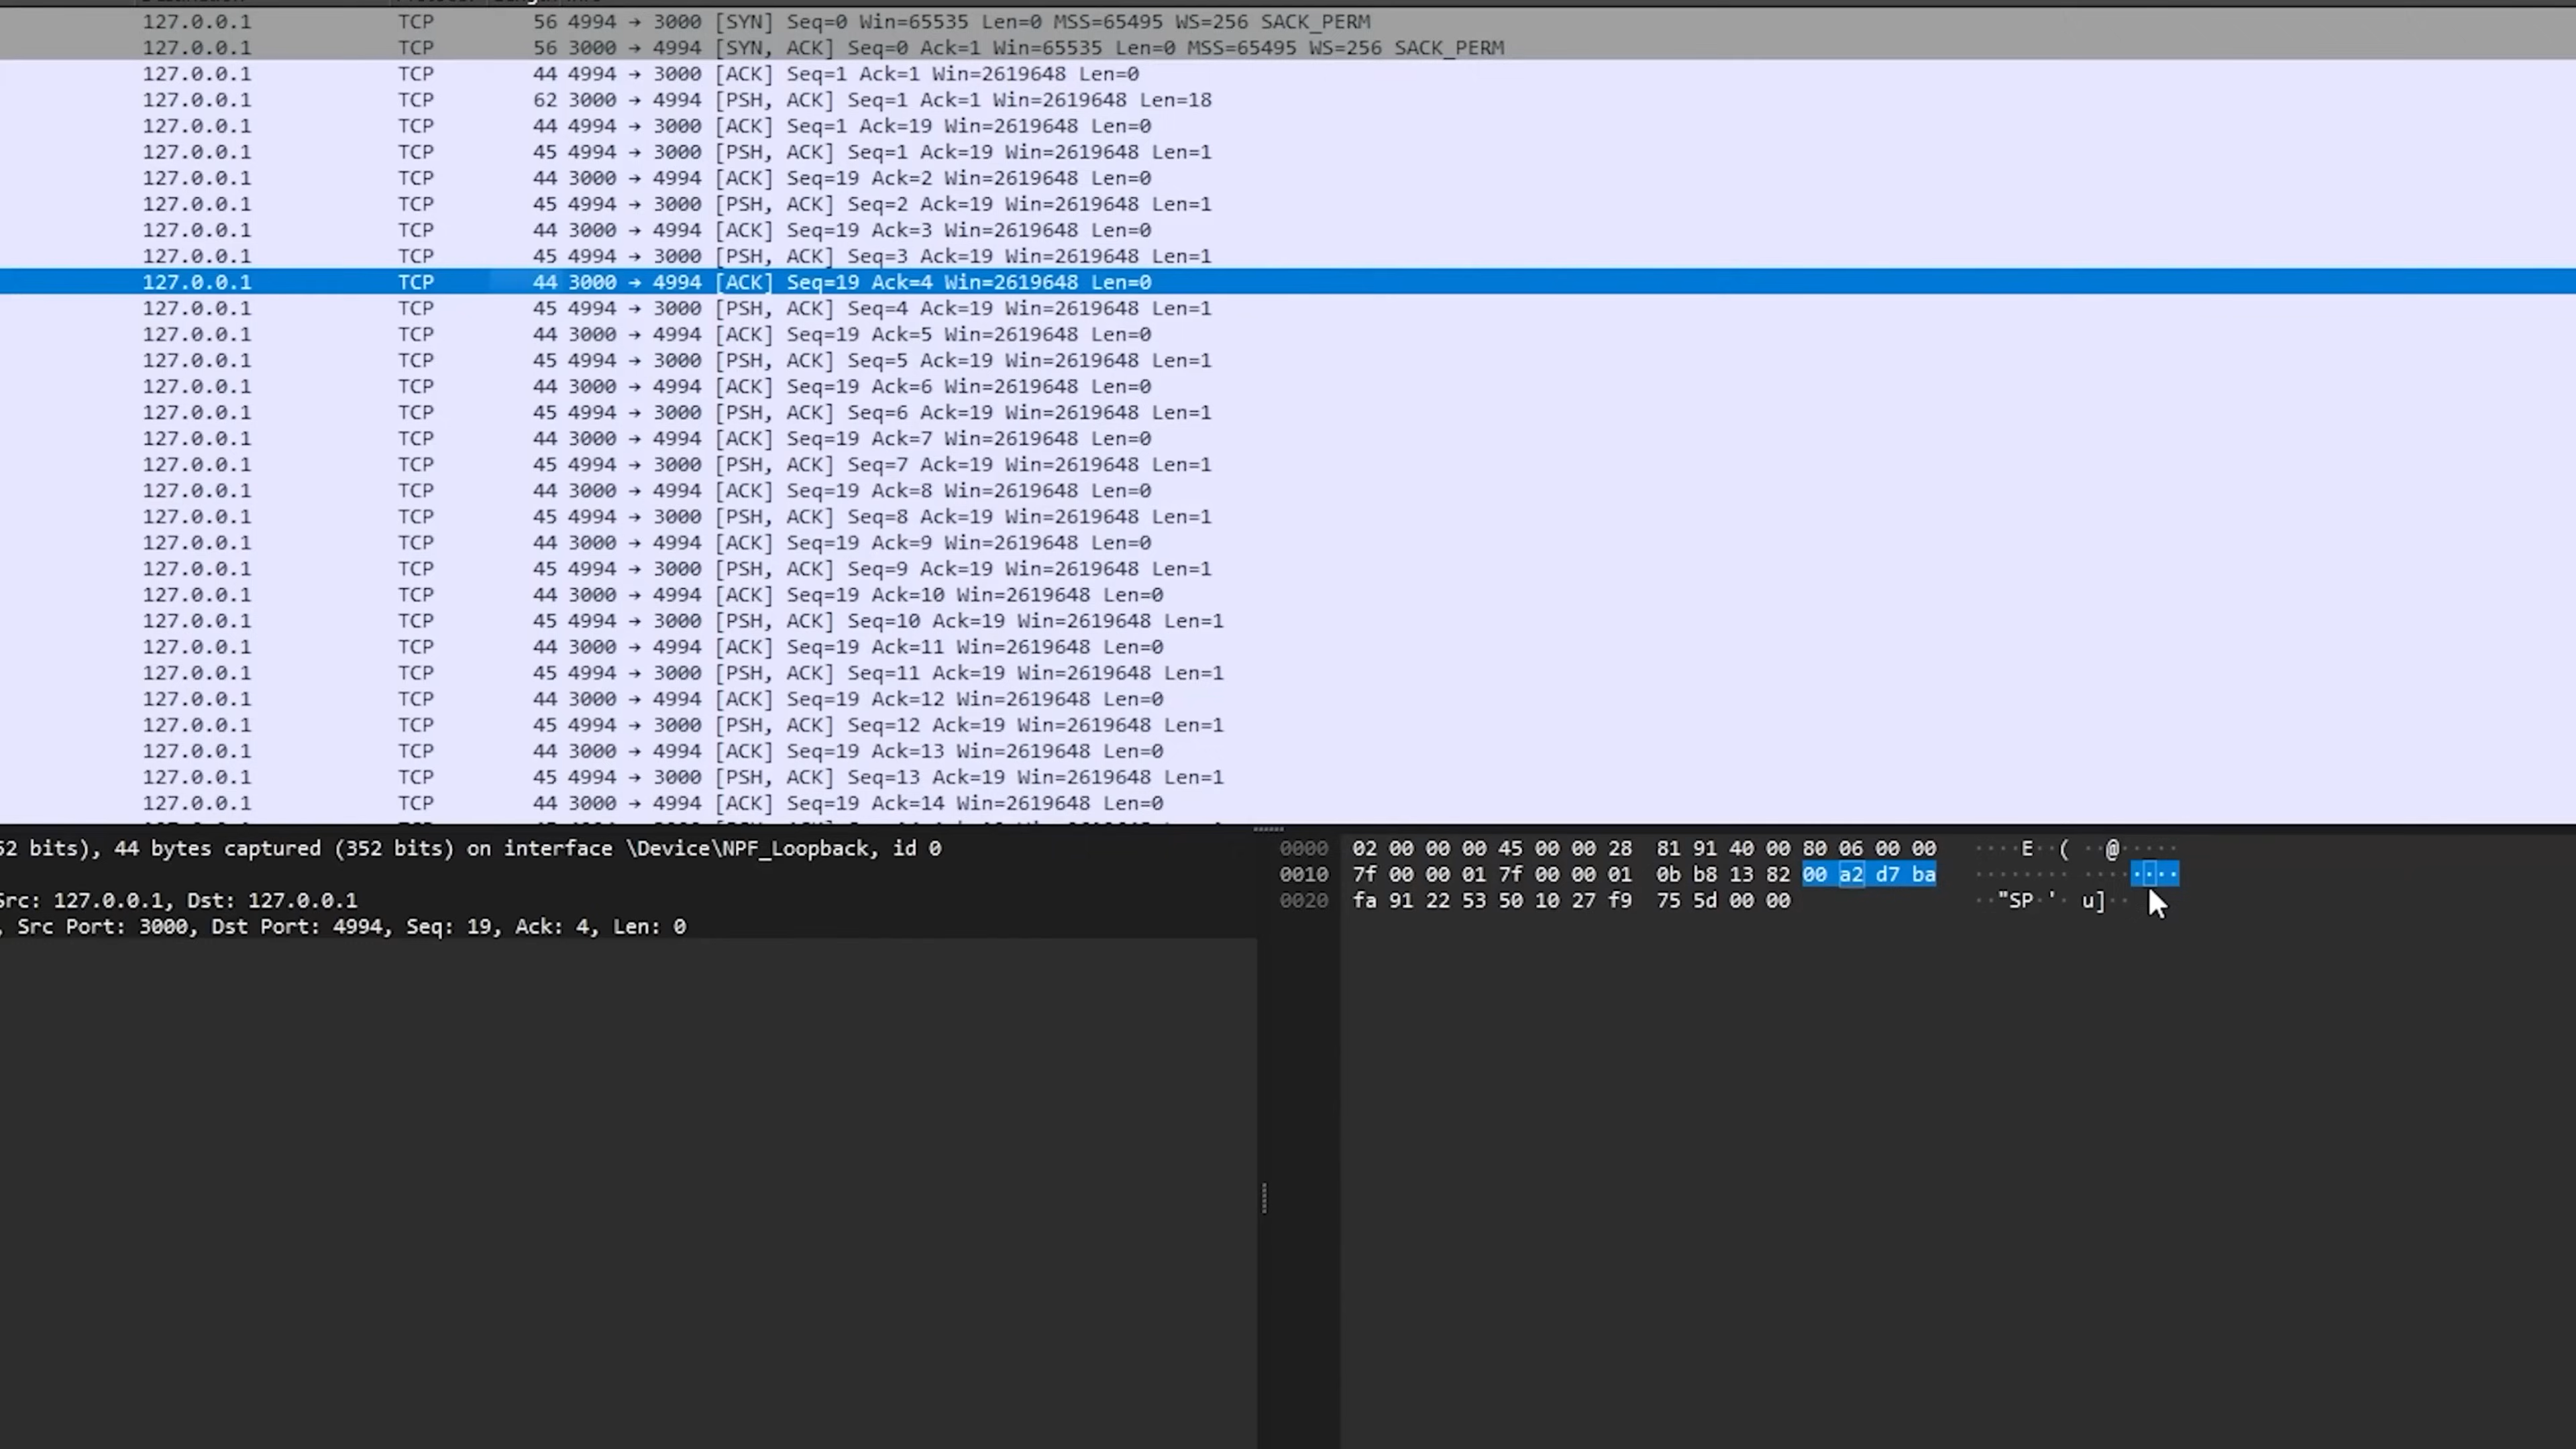 127.0.0.1 TCP 56 4994 → 3000 [SYN] Seq=0 Win=65535 Len=0 MSS=65495 WS=256 SACK_PERM
127.0.0.1 TCP 56 3000 → 4994 [SYN, ACK] Seq=0 Ack=1 Win=65535 Len=0 MSS=65495 WS=256 SACK_PERM
127.0.0.1 TCP 44 4994 → 3000 [ACK] Seq=1 Ack=1 Win=2619648 Len=0
127.0.0.1 TCP 62 3000 → 4994 [PSH, ACK] Seq=1 Ack=1 Win=2619648 Len=18
127.0.0.1 TCP 44 4994 → 3000 [ACK] Seq=1 Ack=19 Win=2619648 Len=0
127.0.0.1 TCP 45 4994 → 3000 [PSH, ACK] Seq=1 Ack=19 Win=2619648 Len=1
127.0.0.1 TCP 44 3000 → 4994 [ACK] Seq=19 Ack=2 Win=2619648 Len=0
127.0.0.1 TCP 45 4994 → 3000 [PSH, ACK] Seq=2 Ack=19 Win=2619648 Len=1
127.0.0.1 TCP 44 3000 → 4994 [ACK] Seq=19 Ack=3 Win=2619648 Len=0
127.0.0.1 TCP 45 4994 → 3000 [PSH, ACK] Seq=3 Ack=19 Win=2619648 Len=1
127.0.0.1 TCP 44 3000 → 4994 [ACK] Seq=19 Ack=4 Win=2619648 Len=0
127.0.0.1 TCP 45 4994 → 3000 [PSH, ACK] Seq=4 Ack=19 Win=2619648 Len=1
127.0.0.1 TCP 44 3000 → 4994 [ACK] Seq=19 Ack=5 Win=2619648 Len=0
127.0.0.1 TCP 45 4994 → 3000 [PSH, ACK] Seq=5 Ack=19 Win=2619648 Len=1
127.0.0.1 TCP 44 3000 → 4994 [ACK] Seq=19 Ack=6 Win=2619648 Len=0
127.0.0.1 TCP 45 4994 → 3000 [PSH, ACK] Seq=6 Ack=19 Win=2619648 Len=1
127.0.0.1 TCP 44 3000 → 4994 [ACK] Seq=19 Ack=7 Win=2619648 Len=0
127.0.0.1 TCP 45 4994 → 3000 [PSH, ACK] Seq=7 Ack=19 Win=2619648 Len=1
127.0.0.1 TCP 44 3000 → 4994 [ACK] Seq=19 Ack=8 Win=2619648 Len=0
127.0.0.1 TCP 45 4994 → 3000 [PSH, ACK] Seq=8 Ack=19 Win=2619648 Len=1
127.0.0.1 TCP 44 3000 → 4994 [ACK] Seq=19 Ack=9 Win=2619648 Len=0
127.0.0.1 TCP 45 4994 → 3000 [PSH, ACK] Seq=9 Ack=19 Win=2619648 Len=1
127.0.0.1 TCP 44 3000 → 4994 [ACK] Seq=19 Ack=10 Win=2619648 Len=0
127.0.0.1 TCP 45 4994 → 3000 [PSH, ACK] Seq=10 Ack=19 Win=2619648 Len=1
127.0.0.1 TCP 44 3000 → 4994 [ACK] Seq=19 Ack=11 Win=2619648 Len=0
127.0.0.1 TCP 45 4994 → 3000 [PSH, ACK] Seq=11 Ack=19 Win=2619648 Len=1
127.0.0.1 TCP 44 3000 → 4994 [ACK] Seq=19 Ack=12 Win=2619648 Len=0
127.0.0.1 TCP 45 4994 → 3000 [PSH, ACK] Seq=12 Ack=19 Win=2619648 Len=1
127.0.0.1 TCP 44 3000 → 4994 [ACK] Seq=19 Ack=13 Win=2619648 Len=0
127.0.0.1 TCP 45 4994 → 3000 [PSH, ACK] Seq=13 Ack=19 Win=2619648 Len=1
127.0.0.1 TCP 44 3000 → 4994 [ACK] Seq=19 Ack=14 Win=2619648 Len=0
52 bits), 44 bytes captured (352 bits) on interface \Device\NPF_Loopback, id 0
Src: 127.0.0.1, Dst: 127.0.0.1
, Src Port: 3000, Dst Port: 4994, Seq: 19, Ack: 4, Len: 0
0000 02 00 00 00 45 00 00 28 81 91 40 00 80 06 00 00 ····E··( ··@·····
0010 7f 00 00 01 7f 00 00 01 0b b8 13 82 00 a2 d7 ba ········ ········
0020 fa 91 22 53 50 10 27 f9 75 5d 00 00 ··"SP·'· u]··